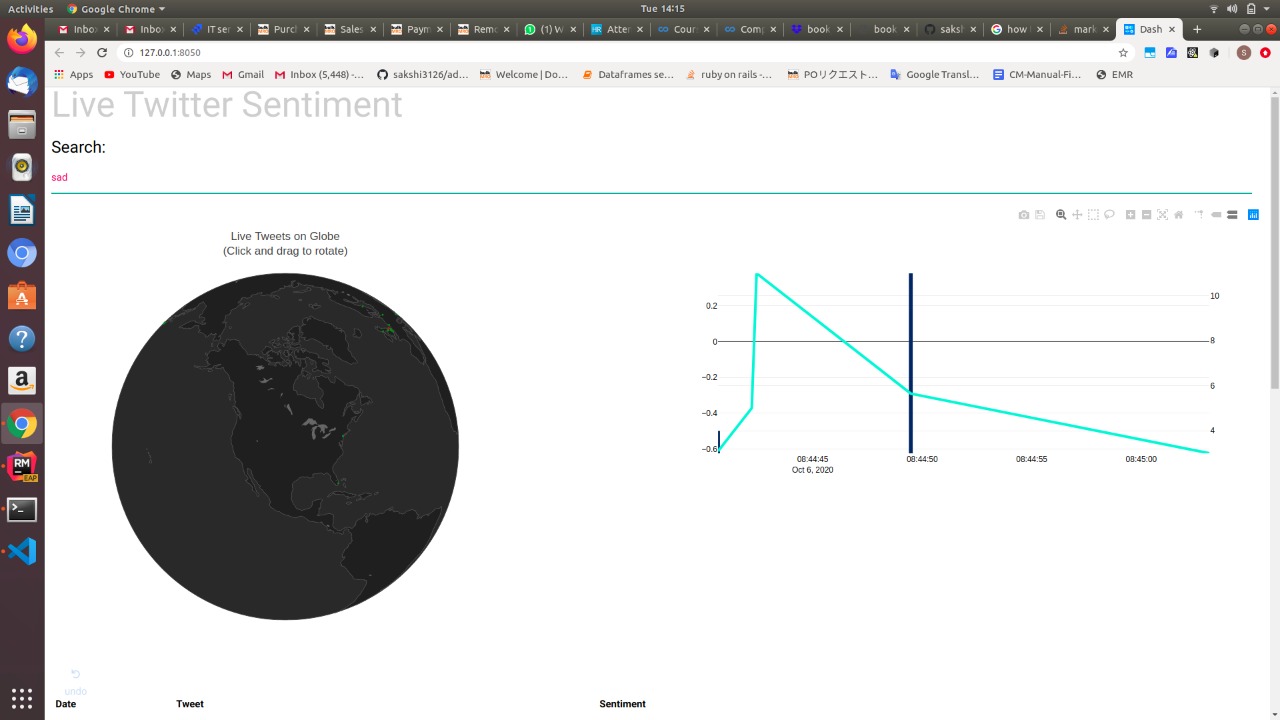 Activities Google Chrome Tue 14:15
Inbox Inbox IT ser Purch Sales Paym Remo (1) W Atten Cours Comp book book saksh how mark Dash
127.0.0.1:8050 S
Apps YouTube Maps Gmail Inbox (5,448) -... sakshi3126/ad... Welcome | Do... Dataframes se... ruby on rails -... POリクエスト... Google Transl... CM-Manual-Fi... EMR
Live Twitter Sentiment
Search:
sad
Live Tweets on Globe
(Click and drag to rotate)
0.2
0
−0.2
−0.4
−0.6
10
8
6
4
08:44:45 08:44:50 08:44:55 08:45:00
Oct 6, 2020
undo
Date Tweet Sentiment